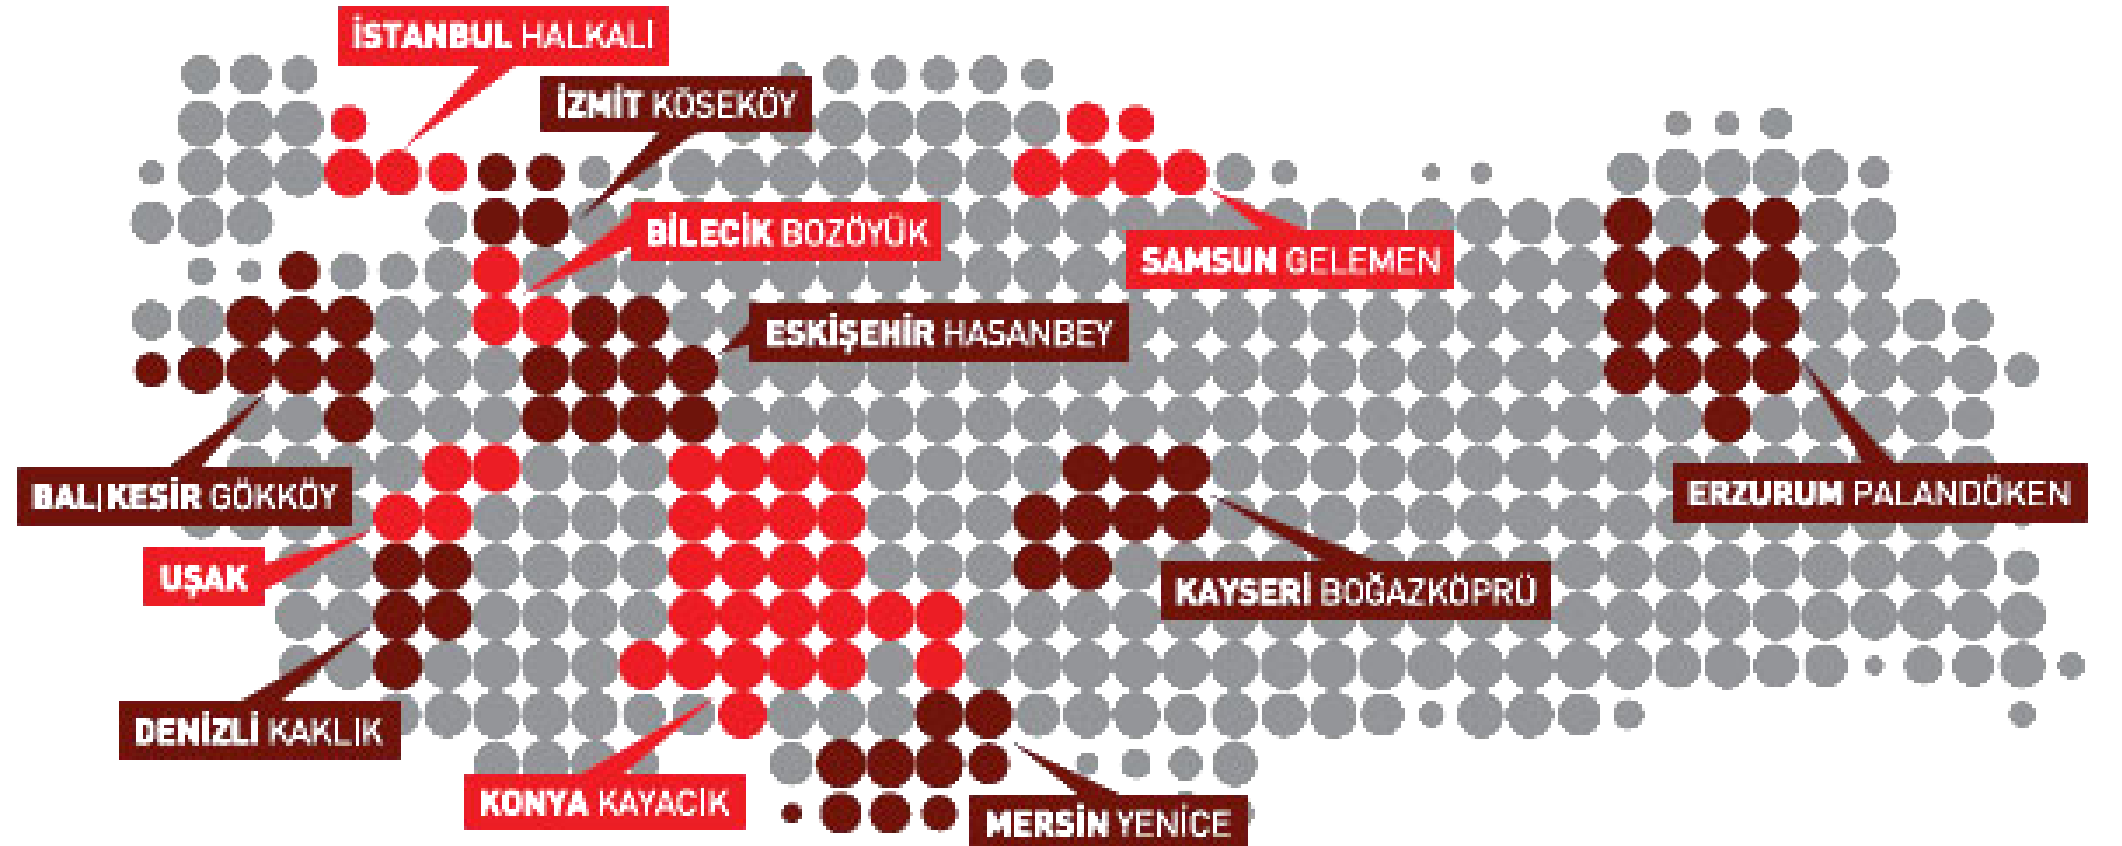 İSTANBUL HALKALI
İZMİT KÖSEKÖY
BİLECİK BOZÖYÜK
SAMSUN GELEMEN
ESKİŞEHİR HASANBEY
BALIKESİR GÖKKÖY
ERZURUM PALANDÖKEN
UŞAK
KAYSERİ BOĞAZKÖPRÜ
DENİZLİ KAKLIK
KONYA KAYACIK
MERSİN YENİCE